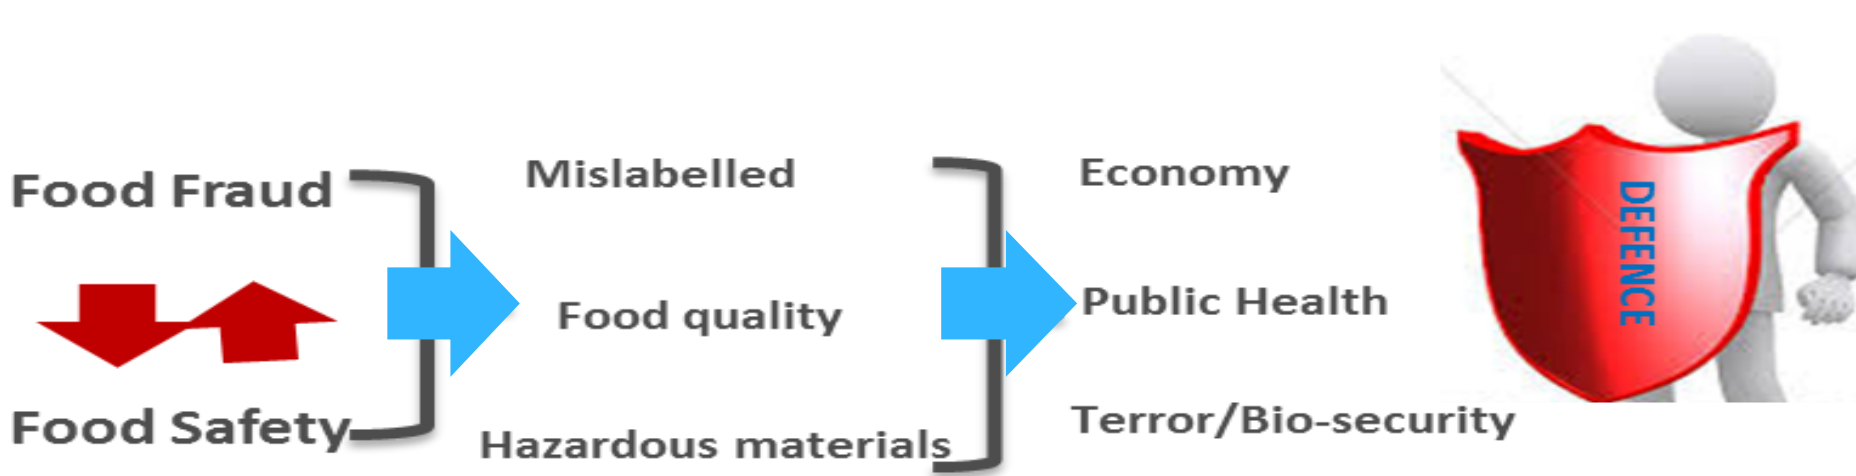 Food Fraud
Food Safety
Mislabelled
Food quality
Hazardous materials
Economy
Public Health
Terror/Bio-security
DEFENCE